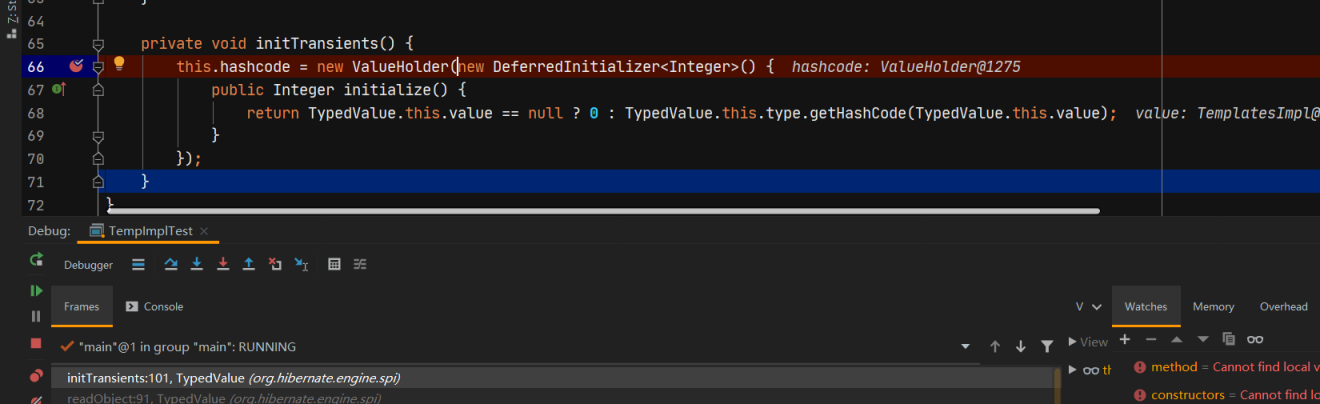 Z: St
64
65 private void initTransients() {
66 this.hashcode = new ValueHolder(new DeferredInitializer<Integer>() { hashcode: ValueHolder@1275
67 public Integer initialize() {
68 return TypedValue.this.value == null ? 0 : TypedValue.this.type.getHashCode(TypedValue.this.value); value: TemplatesImpl@
69 }
70 });
71 }
72 }
Debug: TempImplTest ×
Debugger
Frames Console V Watches Memory Overhead
"main"@1 in group "main": RUNNING View
initTransients:101, TypedValue (org.hibernate.engine.spi) th method = Cannot find local v
readObject:91, TypedValue (org.hibernate.engine.spi) constructors = Cannot find lo